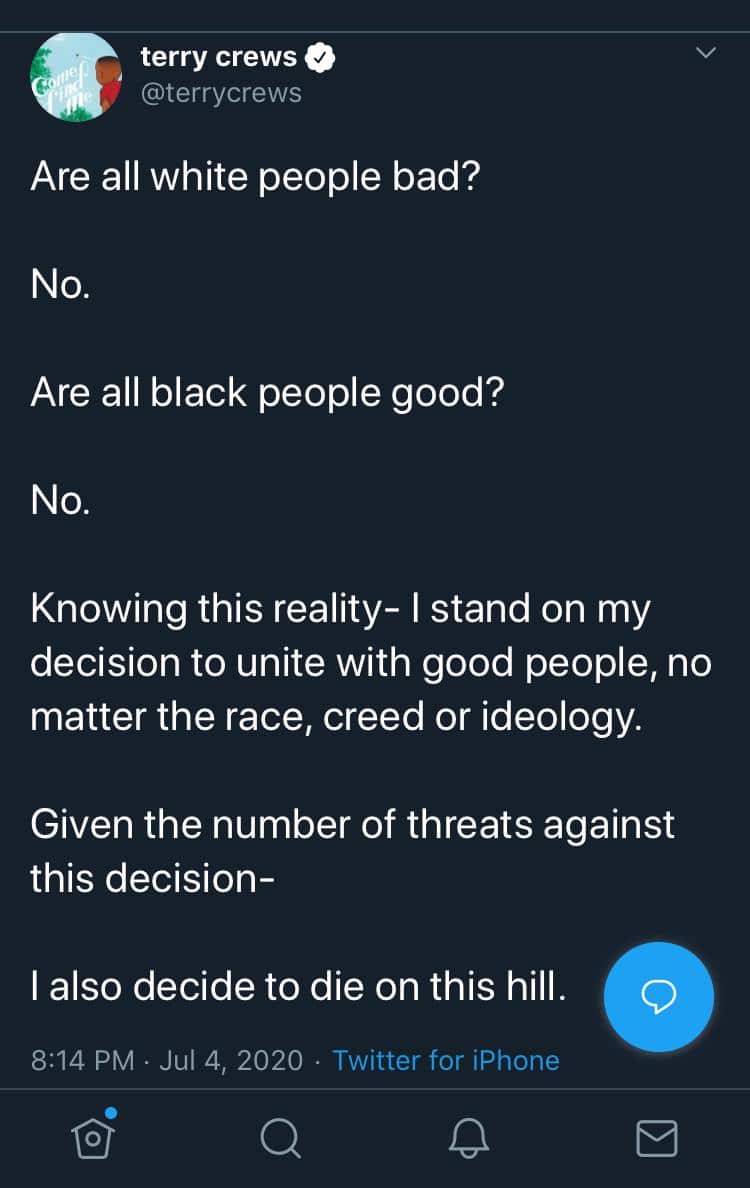 terry crews
@terrycrews
Come
Find
me
Are all white people bad?
No.
Are all black people good?
No.
Knowing this reality- I stand on my
decision to unite with good people, no
matter the race, creed or ideology.
Given the number of threats against
this decision-
I also decide to die on this hill.
8:14 PM · Jul 4, 2020 · Twitter for iPhone